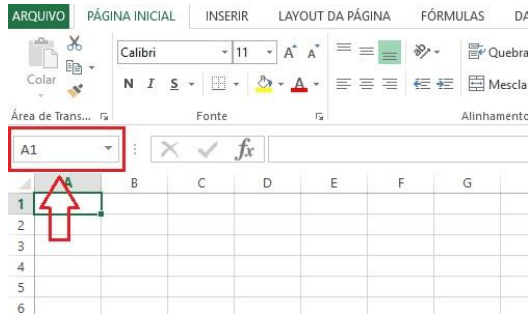 ARQUIVO PÁGINA INICIAL INSERIR LAYOUT DA PÁGINA FÓRMULAS
Calibri 11 A A Quebra
Colar
N I S A Mescla
Área de Trans... Fonte Alinhamento
A1 fx
A B C D E F G
1
2
3
4
5
6